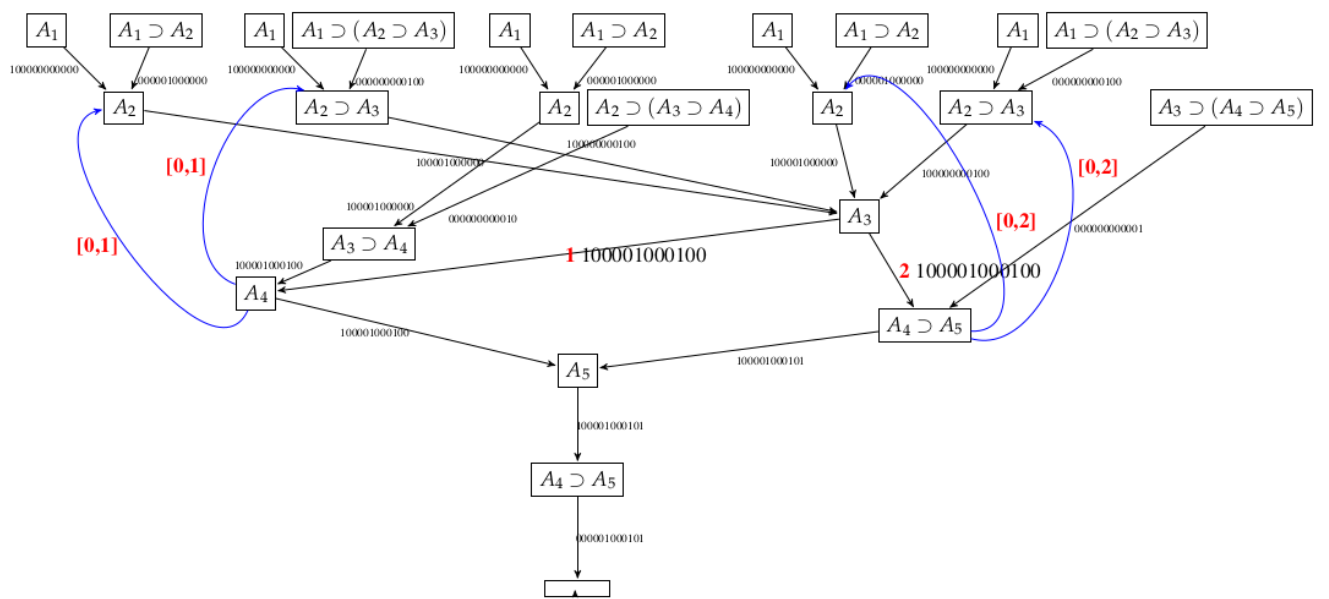 A₁ A₁ ⊃ A₂ A₁ A₁ ⊃ (A₂ ⊃ A₃) A₁ A₁ ⊃ A₂ A₁ A₁ ⊃ A₂ A₁ A₁ ⊃ (A₂ ⊃ A₃)
100000000000 000001000000 100000000000 000000000100 100000000000 000001000000 100000000000 000001000000 100000000000 000000000100
A₂ A₂ ⊃ A₃ A₂ A₂ ⊃ (A₃ ⊃ A₄) A₂ A₂ ⊃ A₃ A₃ ⊃ (A₄ ⊃ A₅)
[0,1] 100001000000 100000000100 100001000000 100000000100 [0,2]
100001000000 000000000010 A₃ [0,2] 000000000001
[0,1] A₃ ⊃ A₄ 1 100001000100
100001000100 2 100001000100
A₄
A₄ ⊃ A₅
100001000100 100001000101
A₅
100001000101
A₄ ⊃ A₅
000001000101